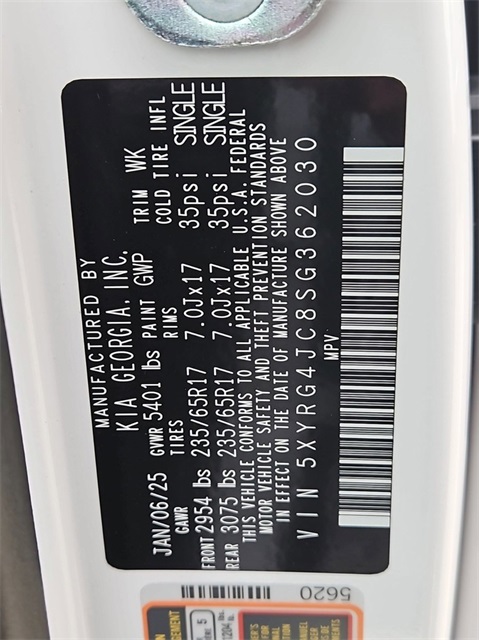 MANUFACTURED BY
KIA GEORGIA, INC.
JAN/06/25 GVWR 5401 lbs PAINT GWP TRIM WK
GAWR TIRES RIMS COLD TIRE INFL
FRONT 2954 lbs 235/65R17 7.0Jx17 35psi SINGLE
REAR 3075 lbs 235/65R17 7.0Jx17 35psi SINGLE
THIS VEHICLE CONFORMS TO ALL APPLICABLE U.S.A. FEDERAL
MOTOR VEHICLE SAFETY AND THEFT PREVENTION STANDARDS
IN EFFECT ON THE DATE OF MANUFACTURE SHOWN ABOVE
VIN 5XYRG4JC8SG362030
MPV
5620
5
MANUEL